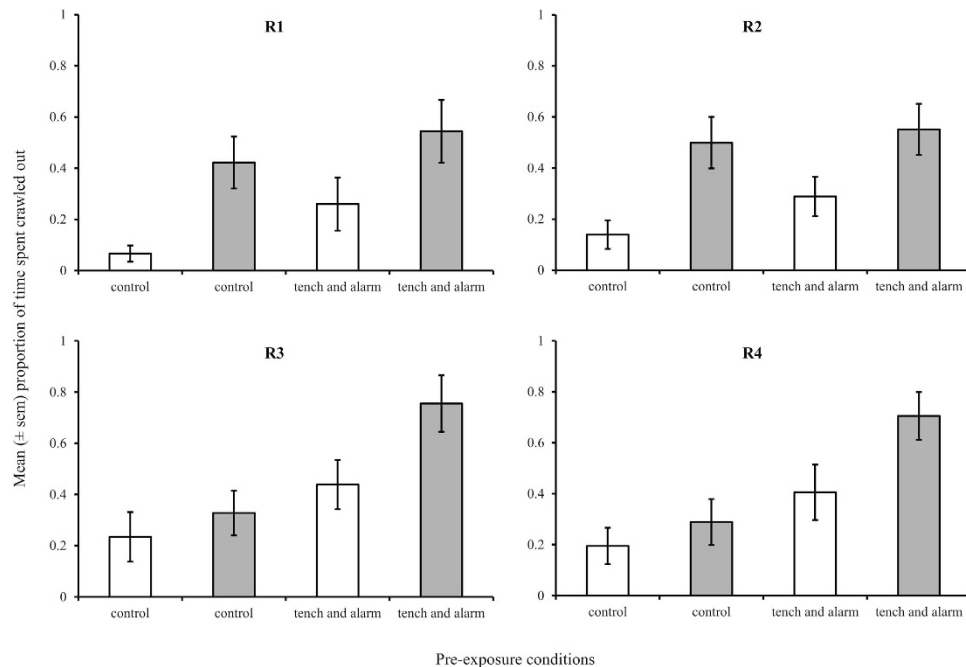 Mean (± sem) proportion of time spent crawled out
R1
1
0.8
0.6
0.4
0.2
0
control
control
tench and alarm
tench and alarm
R2
1
0.8
0.6
0.4
0.2
0
control
control
tench and alarm
tench and alarm
R3
1
0.8
0.6
0.4
0.2
0
control
control
tench and alarm
tench and alarm
R4
1
0.8
0.6
0.4
0.2
0
control
control
tench and alarm
tench and alarm
Pre-exposure conditions